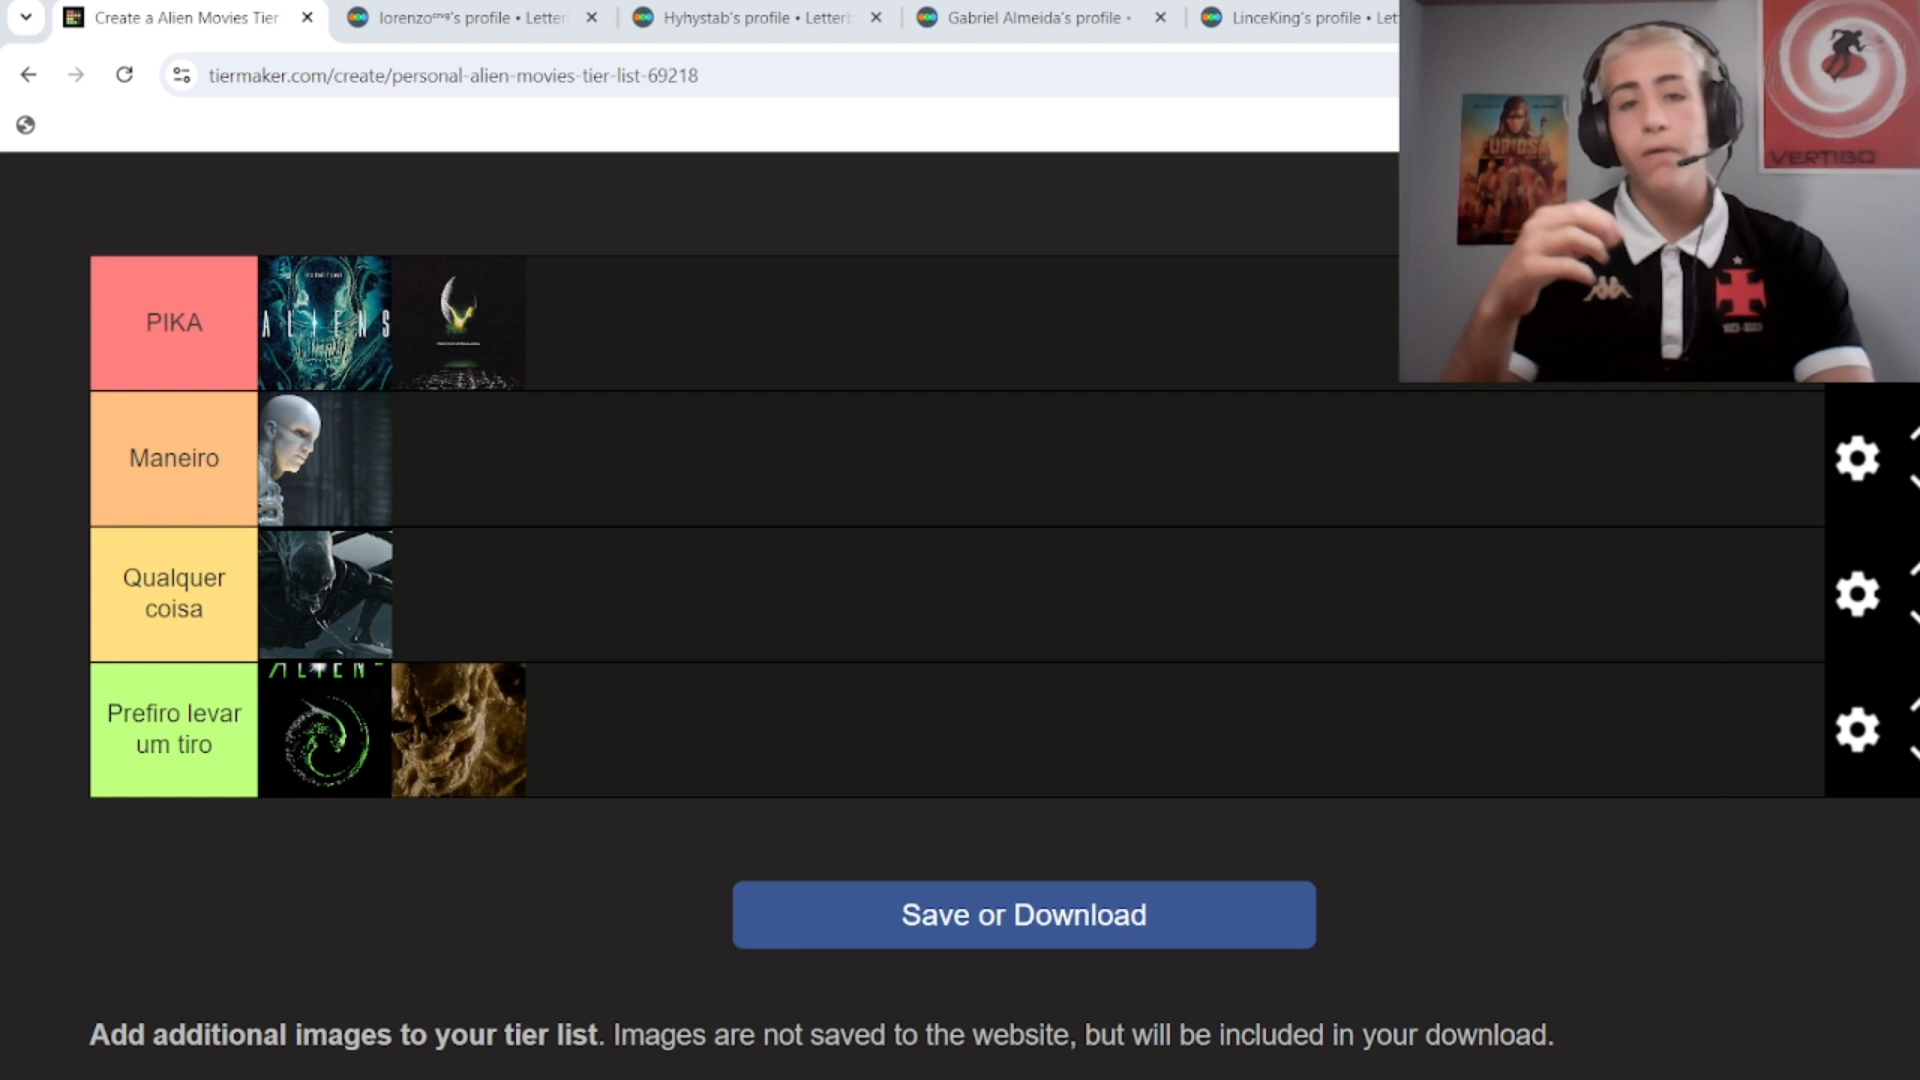 Create a Alien Movies Tier
lorenzoᶜʳᵛᵍ's profile • Letter
Hyhystab's profile • Letterb
Gabriel Almeida's profile •
LinceKing's profile • Let
tiermaker.com/create/personal-alien-movies-tier-list-69218
FURIOSA
VERTIGO
PIKA
ALIENS
Maneiro
Qualquer
coisa
Prefiro levar
um tiro
ALIEN
Save or Download
Add additional images to your tier list. Images are not saved to the website, but will be included in your download.